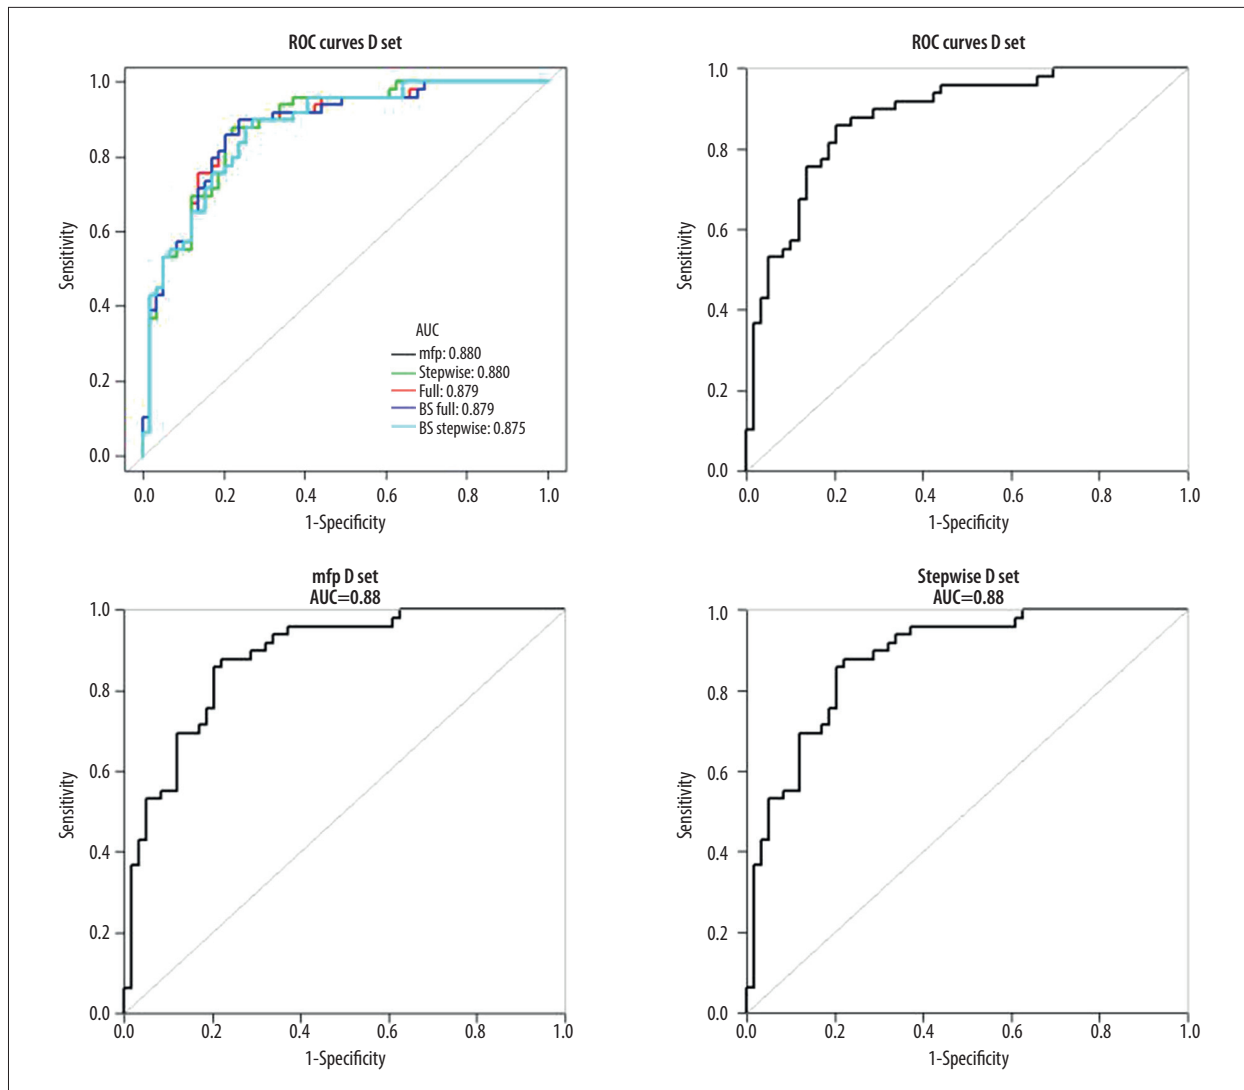 ROC curves D set
1.0
0.8
0.6
0.4
0.2
0.0
Sensitivity
AUC
mfp: 0.880
Stepwise: 0.880
Full: 0.879
BS full: 0.879
BS stepwise: 0.875
0.0 0.2 0.4 0.6 0.8 1.0
1-Specificity
ROC curves D set
1.0
0.8
0.6
0.4
0.2
0.0
Sensitivity
0.0 0.2 0.4 0.6 0.8 1.0
1-Specificity
mfp D set
AUC=0.88
1.0
0.8
0.6
0.4
0.2
0.0
Sensitivity
0.0 0.2 0.4 0.6 0.8 1.0
1-Specificity
Stepwise D set
AUC=0.88
1.0
0.8
0.6
0.4
0.2
0.0
Sensitivity
0.0 0.2 0.4 0.6 0.8 1.0
1-Specificity